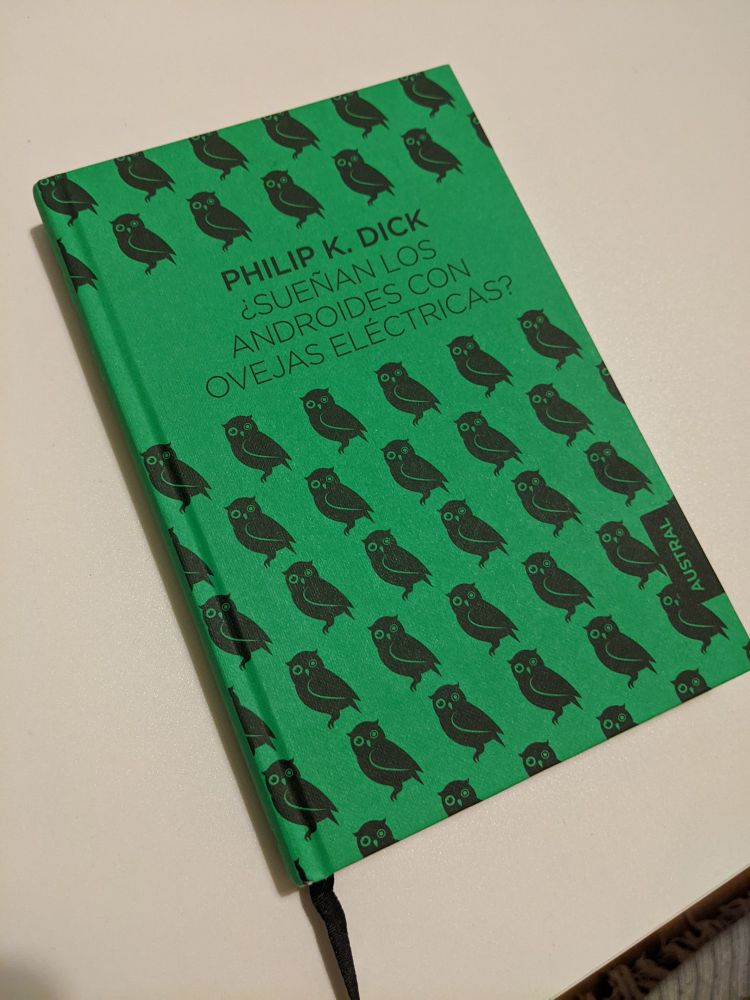 PHILIP K. DICK
¿SUEÑAN LOS
ANDROIDES CON
OVEJAS ELÉCTRICAS?
AUSTRAL